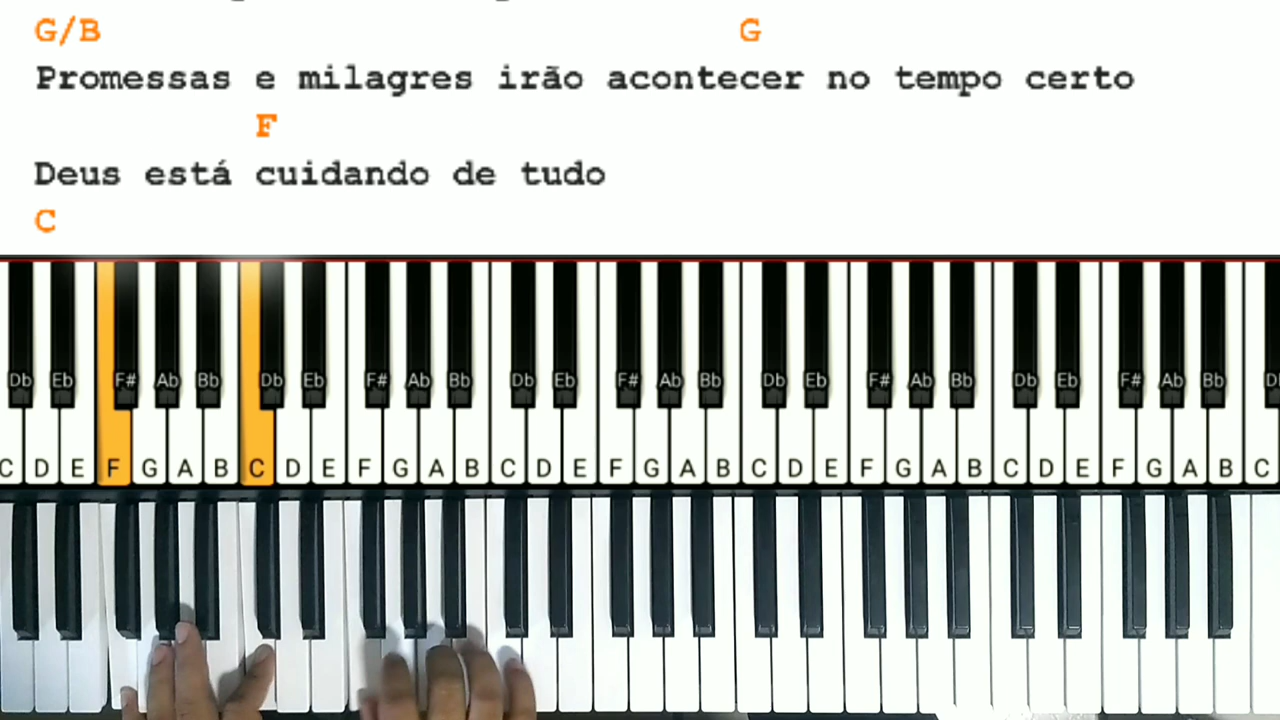 G/B G
Promessas e milagres irão acontecer no tempo certo
F
Deus está cuidando de tudo
C
Db Eb F# Ab Bb Db Eb F# Ab Bb Db Eb F# Ab Bb Db Eb F# Ab Bb Db Eb F# Ab Bb
C D E F G A B C D E F G A B C D E F G A B C D E F G A B C D E F G A B C